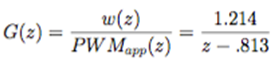 G(z) = w(z) / PWM_app(z) = 1.214 / z − .813